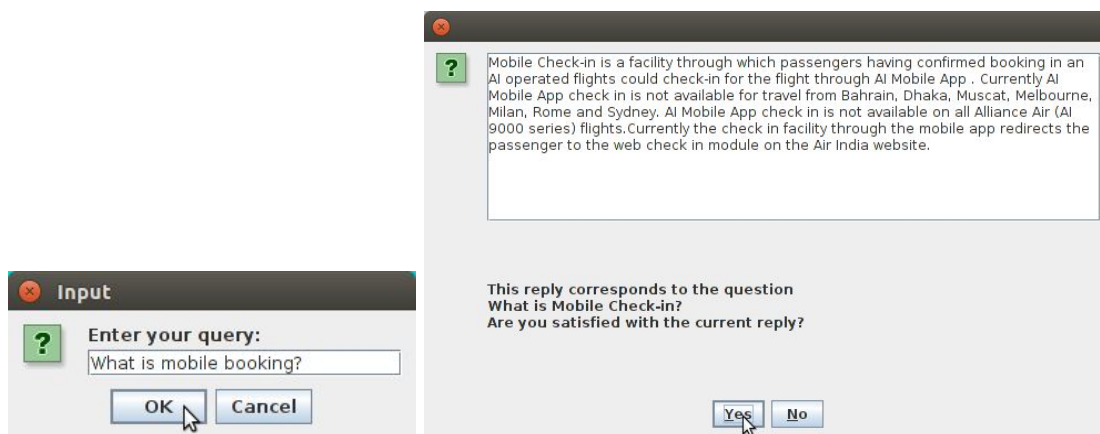 Input
Enter your query:
What is mobile booking?
OK
Cancel
Mobile Check-in is a facility through which passengers having confirmed booking in an
AI operated flights could check-in for the flight through AI Mobile App . Currently AI
Mobile App check in is not available for travel from Bahrain, Dhaka, Muscat, Melbourne,
Milan, Rome and Sydney. AI Mobile App check in is not available on all Alliance Air (AI
9000 series) flights.Currently the check in facility through the mobile app redirects the
passenger to the web check in module on the Air India website.
This reply corresponds to the question
What is Mobile Check-in?
Are you satisfied with the current reply?
Yes
No